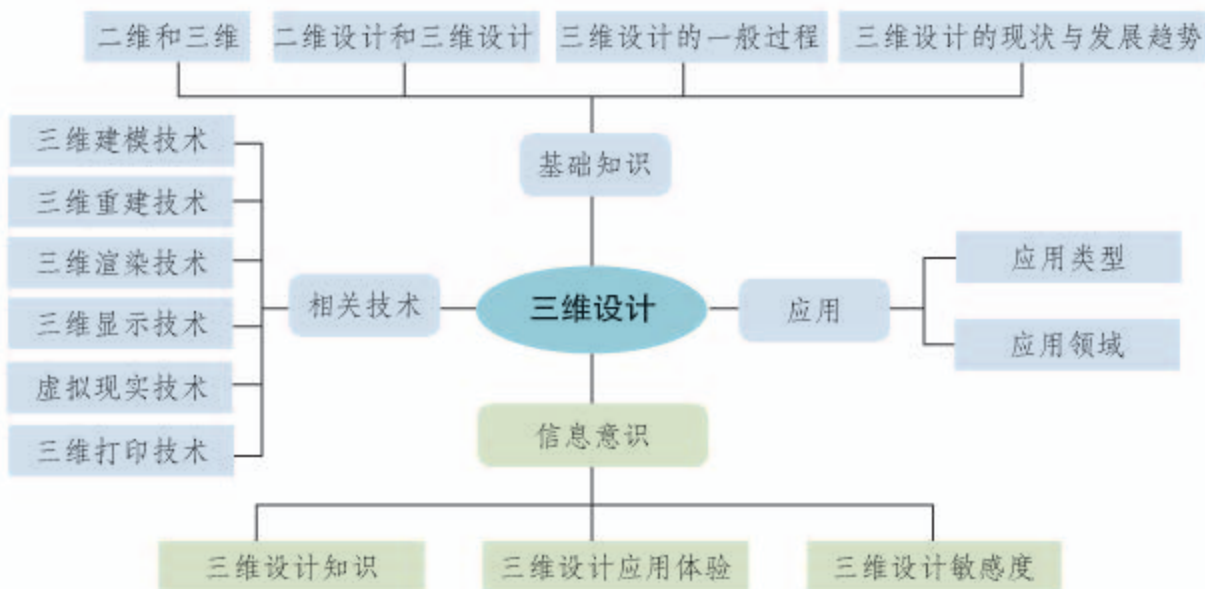 二维和三维
二维设计和三维设计
三维设计的一般过程
三维设计的现状与发展趋势
基础知识
三维建模技术
三维重建技术
三维渲染技术
三维显示技术
虚拟现实技术
三维打印技术
相关技术
三维设计
应用
应用类型
应用领域
信息意识
三维设计知识
三维设计应用体验
三维设计敏感度